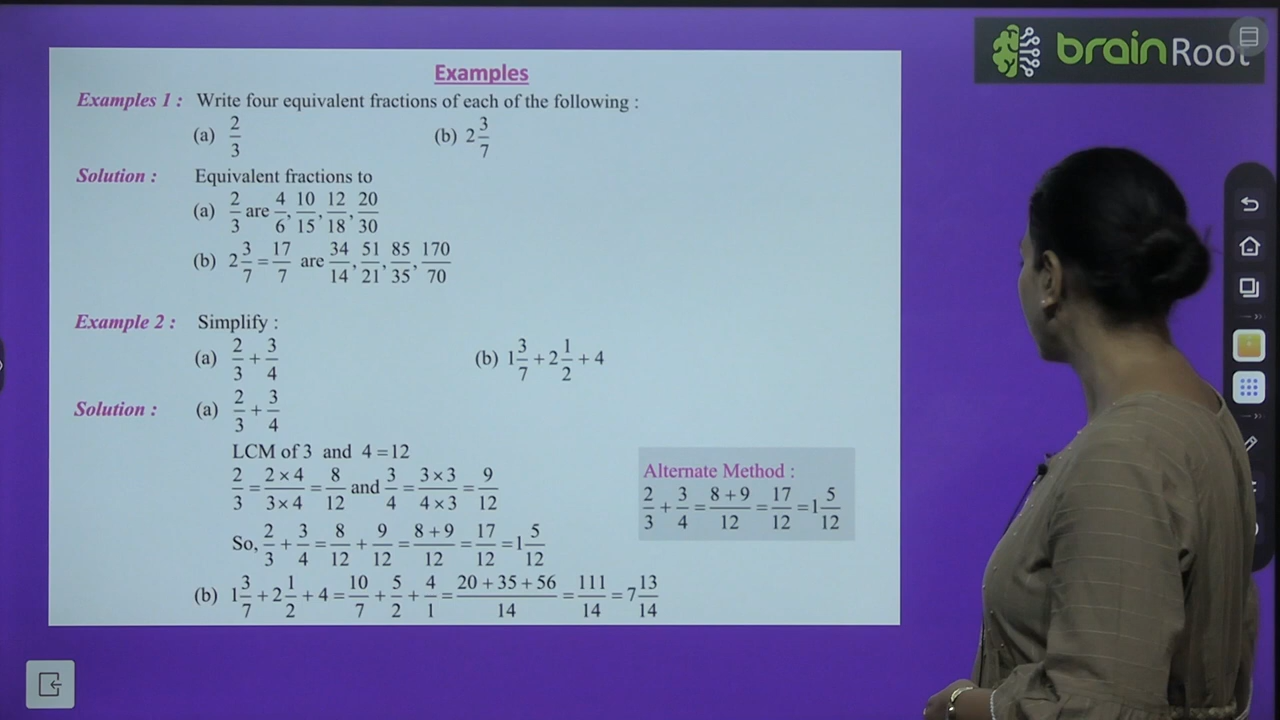 brainRoot
Examples
Examples 1 : Write four equivalent fractions of each of the following :
(a) 2/3 (b) 2 3/7
Solution : Equivalent fractions to
(a) 2/3 are 4/6, 10/15, 12/18, 20/30
(b) 2 3/7 = 17/7 are 34/14, 51/21, 85/35, 170/70
Example 2 : Simplify :
(a) 2/3 + 3/4 (b) 1 3/7 + 2 1/2 + 4
Solution : (a) 2/3 + 3/4
LCM of 3 and 4 = 12
2/3 = 2 × 4/3 × 4 = 8/12 and 3/4 = 3 × 3/4 × 3 = 9/12
So, 2/3 + 3/4 = 8/12 + 9/12 = 8 + 9/12 = 17/12 = 1 5/12
Alternate Method :
2/3 + 3/4 = 8 + 9/12 = 17/12 = 1 5/12
(b) 1 3/7 + 2 1/2 + 4 = 10/7 + 5/2 + 4/1 = 20 + 35 + 56/14 = 111/14 = 7 13/14